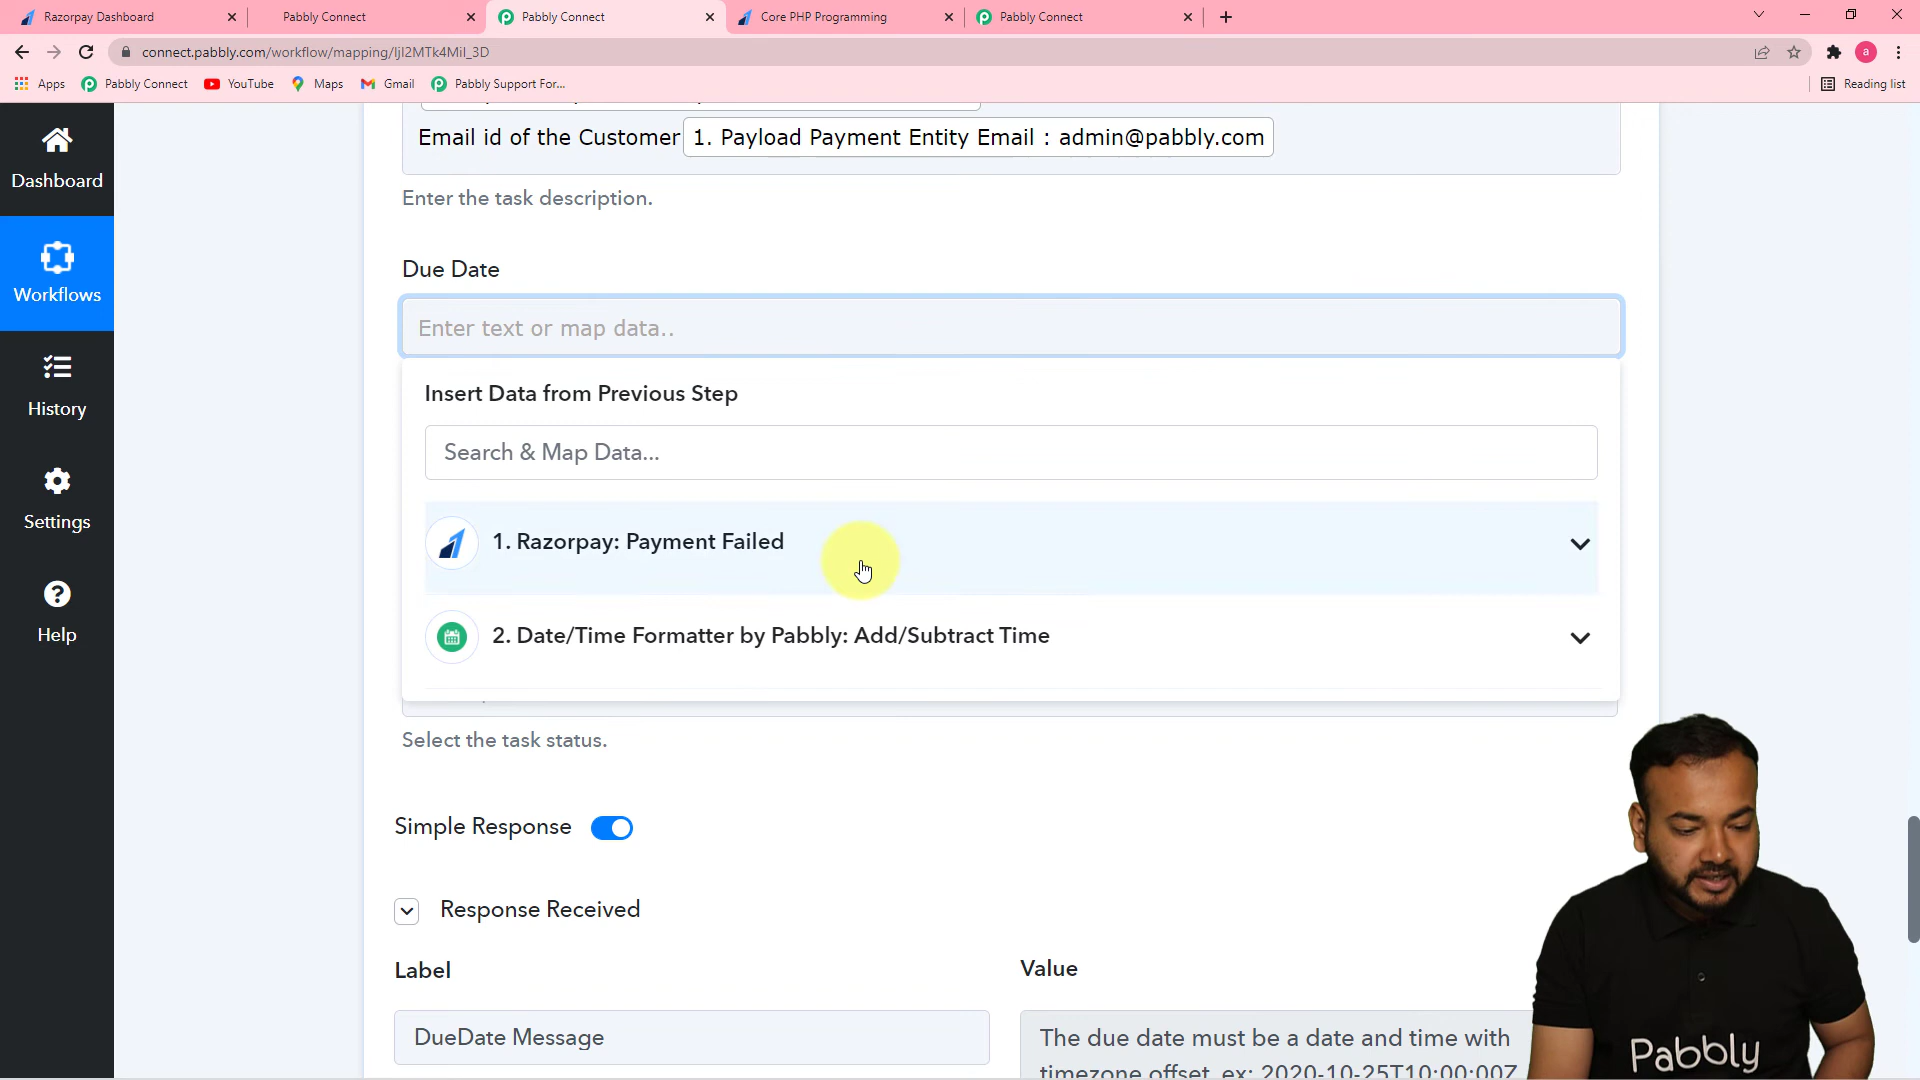 Razorpay Dashboard
Pabbly Connect
Pabbly Connect
Core PHP Programming
Pabbly Connect
connect.pabbly.com/workflow/mapping/IjI2MTk4MiI_3D
a
Apps
Pabbly Connect
YouTube
Maps
Gmail
Pabbly Support For...
Reading list
Dashboard
Workflows
History
Settings
Help
Email id of the Customer 1. Payload Payment Entity Email : admin@pabbly.com
Enter the task description.
Due Date
Enter text or map data..
Insert Data from Previous Step
Search & Map Data...
1. Razorpay: Payment Failed
2. Date/Time Formatter by Pabbly: Add/Subtract Time
Select the task status.
Simple Response
Response Received
Label
Value
DueDate Message
The due date must be a date and time with
timezone offset, ex: 2020-10-25T10:00:00Z
Pabbly